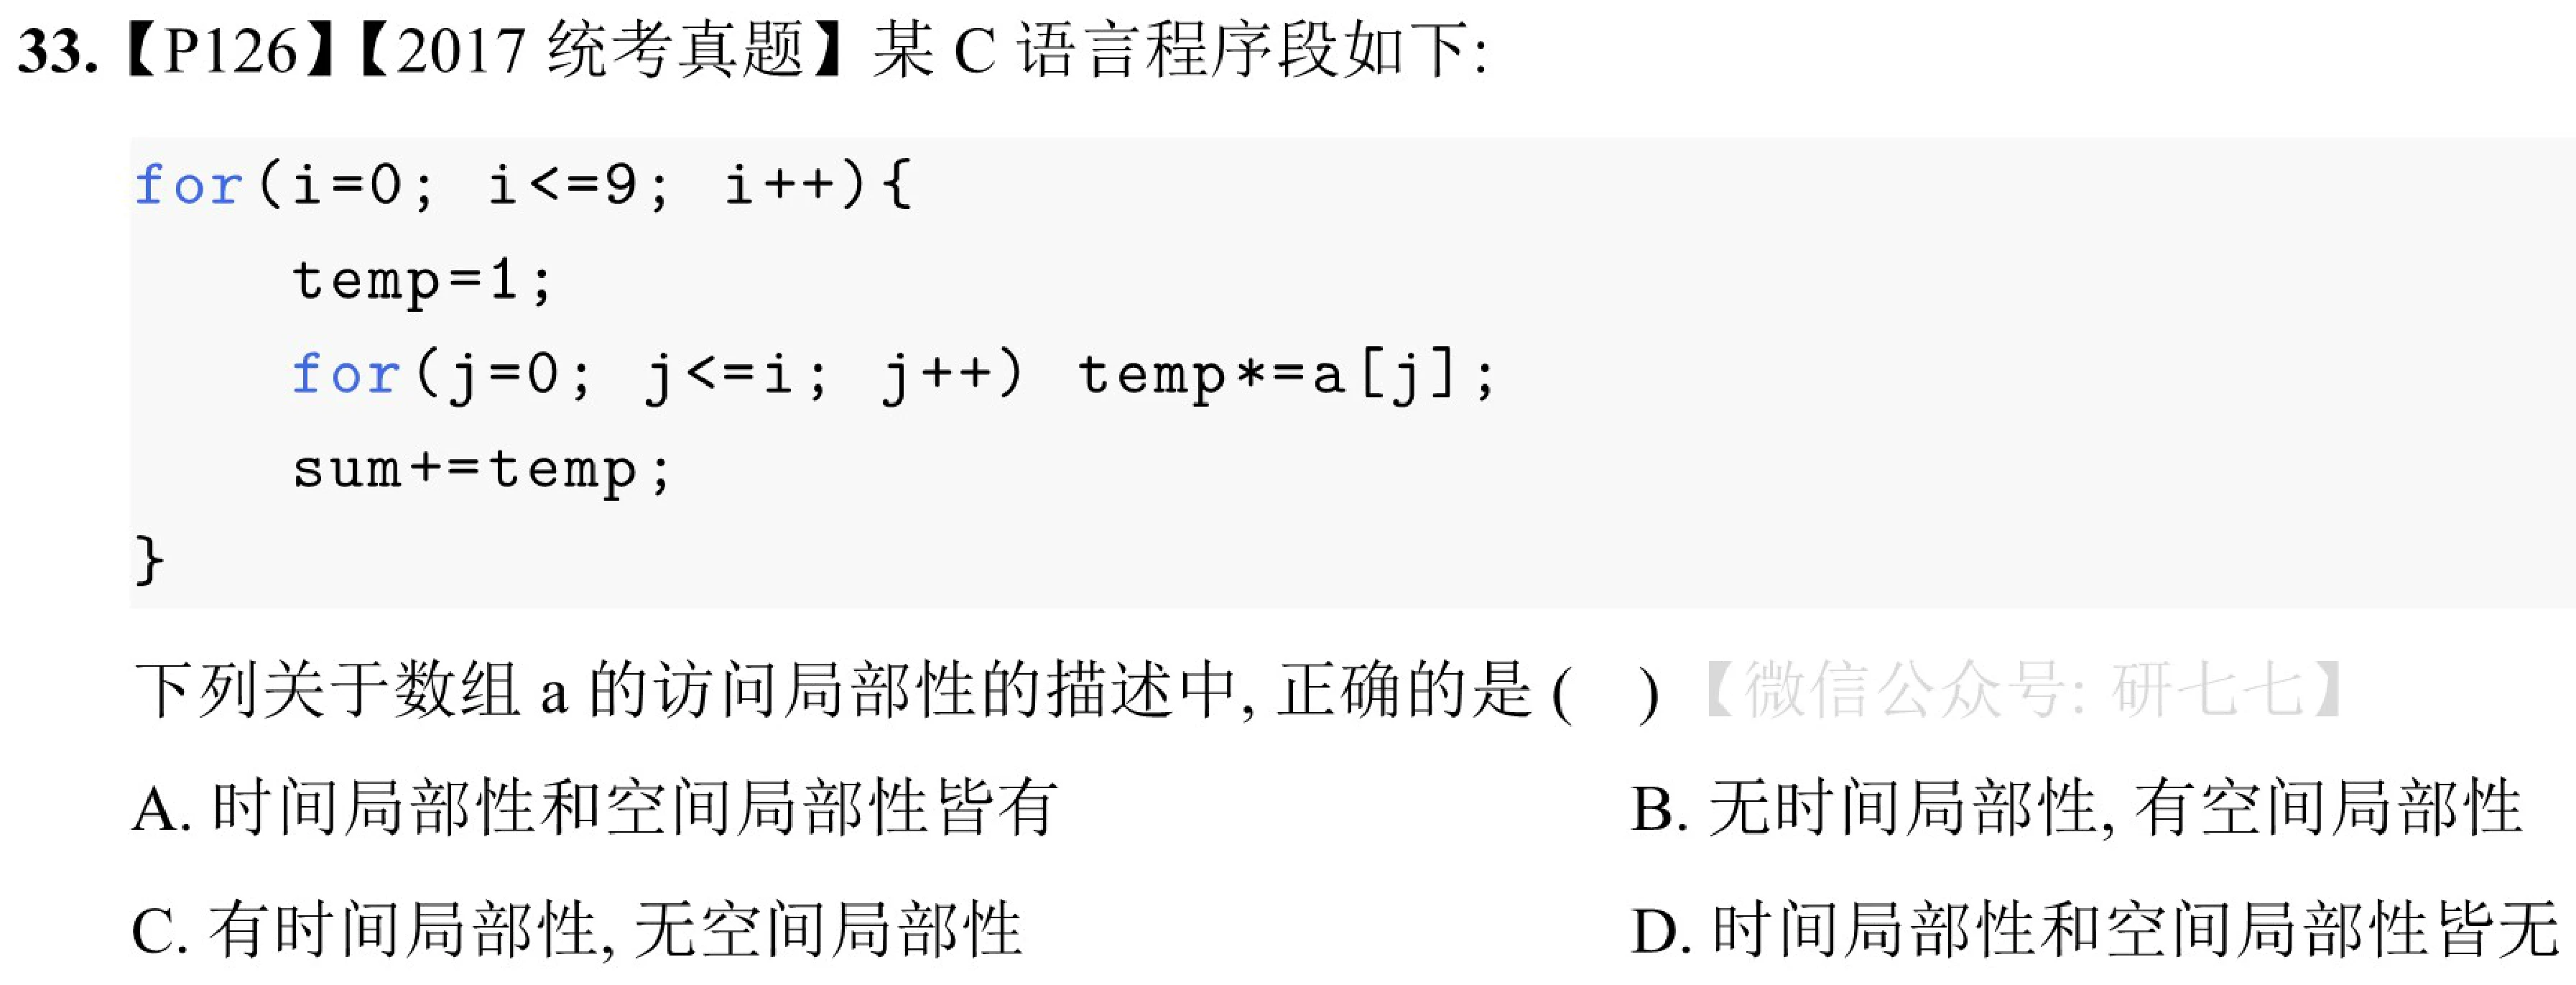 33.【P126】【2017 统考真题】某 C 语言程序段如下:
for(i=0; i<=9; i++){
temp=1;
for(j=0; j<=i; j++) temp*=a[j];
sum+=temp;
}
下列关于数组 a 的访问局部性的描述中, 正确的是 (    ) 【微信公众号: 研七七】
A. 时间局部性和空间局部性皆有 B. 无时间局部性, 有空间局部性
C. 有时间局部性, 无空间局部性 D. 时间局部性和空间局部性皆无